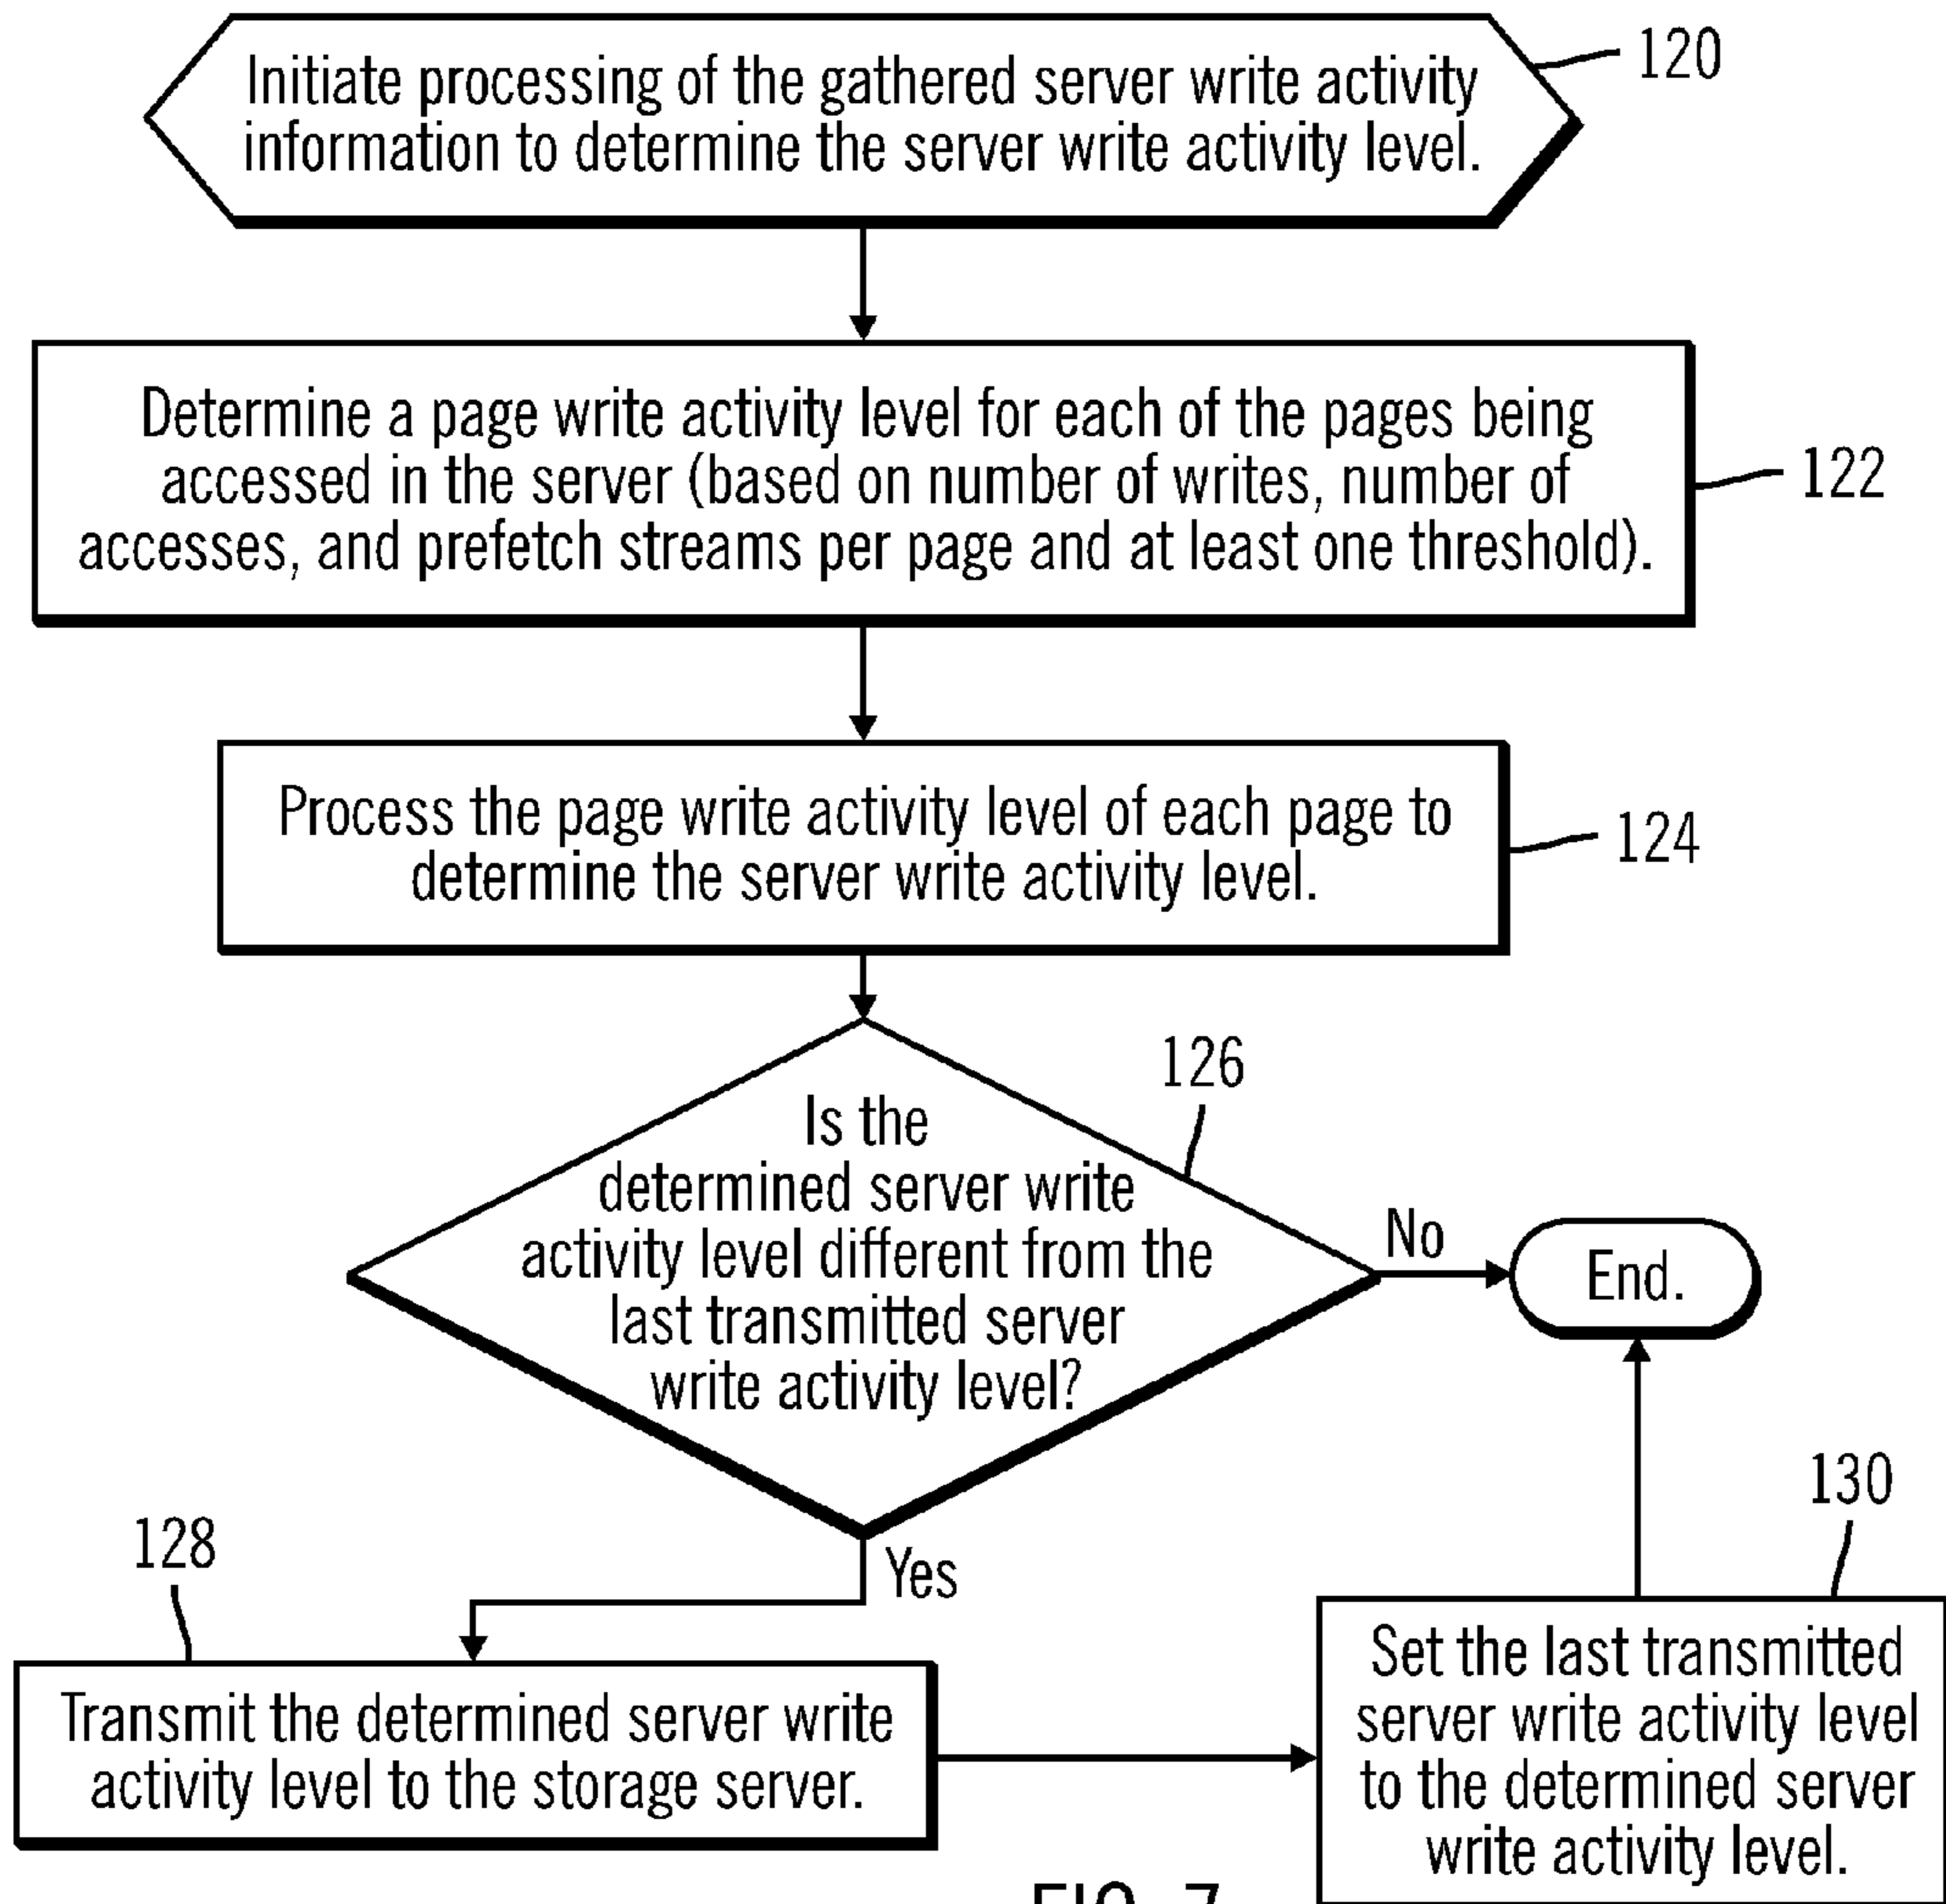 Initiate processing of the gathered server write activity
information to determine the server write activity level.
120
Determine a page write activity level for each of the pages being
accessed in the server (based on number of writes, number of
accesses, and prefetch streams per page and at least one threshold).
122
Process the page write activity level of each page to
determine the server write activity level.
124
126
Is the
determined server write
activity level different from the
last transmitted server
write activity level?
No
End.
Yes
128
Transmit the determined server write
activity level to the storage server.
130
Set the last transmitted
server write activity level
to the determined server
write activity level.
FIG. 7